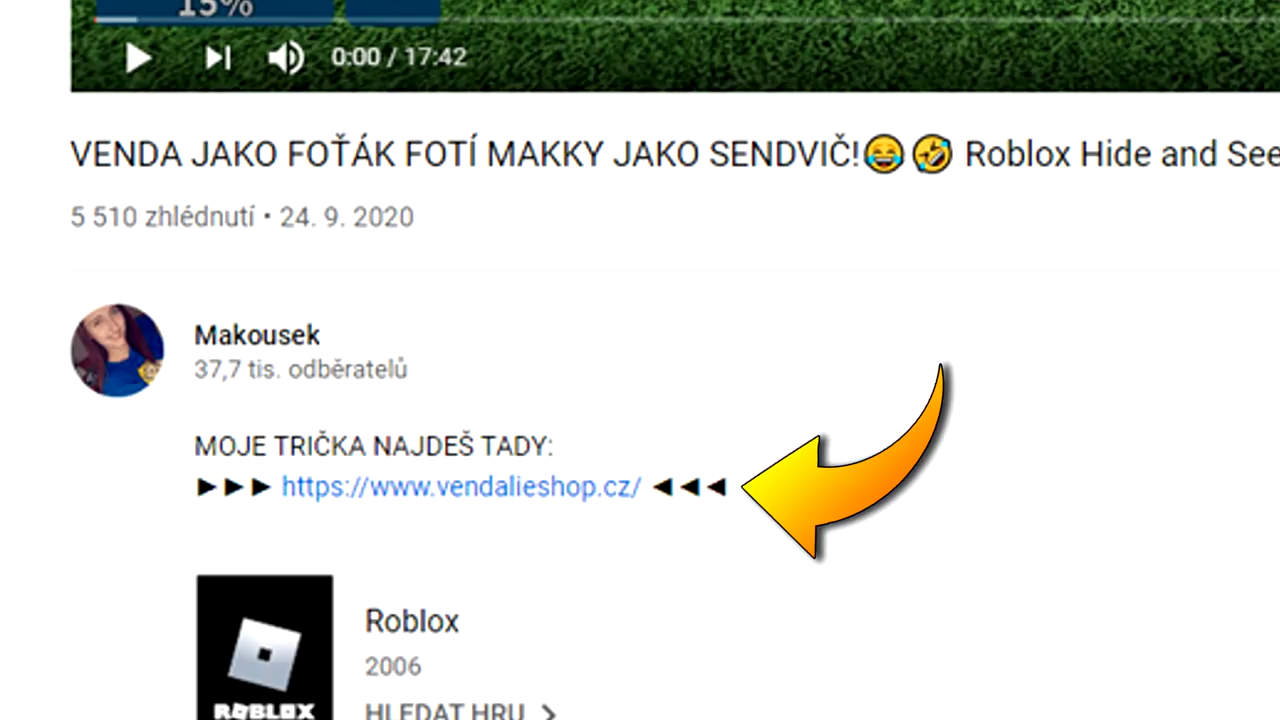 15%
0:00 / 17:42
VENDA JAKO FOŤÁK FOTÍ MAKKY JAKO SENDVIČ!😂🤣 Roblox Hide and See
5 510 zhlédnutí • 24. 9. 2020
Makousek
37,7 tis. odběratelů
MOJE TRIČKA NAJDEŠ TADY:
►►► https://www.vendalieshop.cz/ ◄◄◄
Roblox
2006
ROBLOX
HLEDAT HRU >